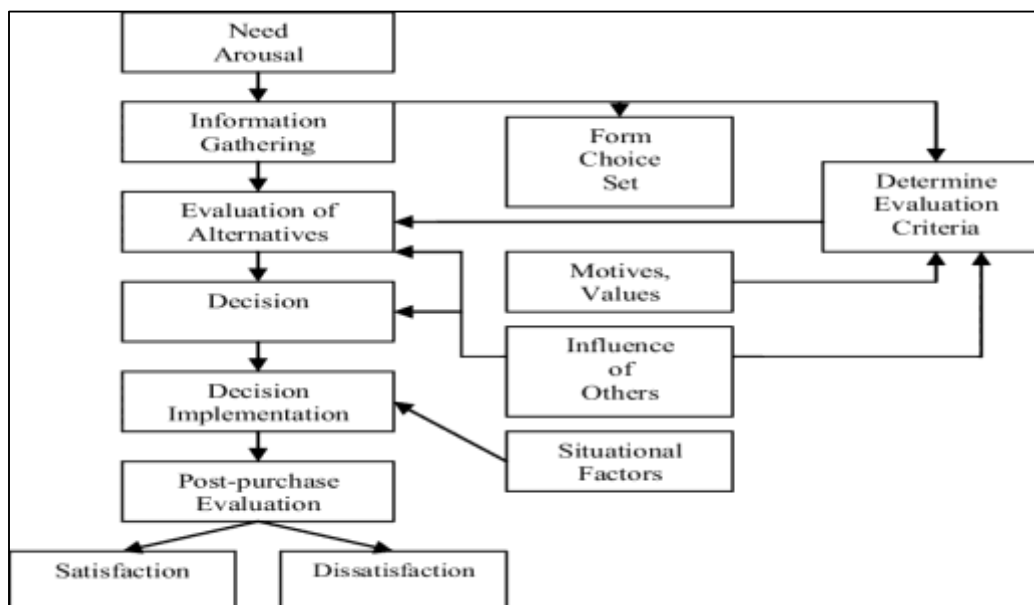 Need
Arousal
Information
Gathering
Form
Choice
Set
Determine
Evaluation
Criteria
Evaluation of
Alternatives
Motives,
Values
Decision
Influence
of
Others
Decision
Implementation
Situational
Factors
Post-purchase
Evaluation
Satisfaction
Dissatisfaction